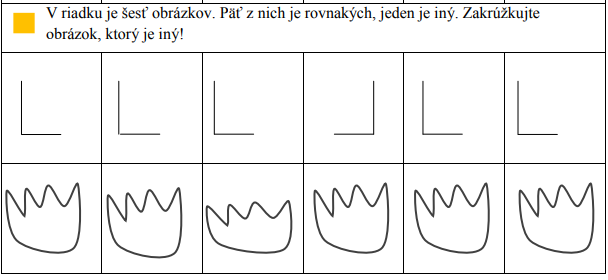 V riadku je šesť obrázkov. Päť z nich je rovnakých, jeden je iný. Zakrúžkujte
obrázok, ktorý je iný!